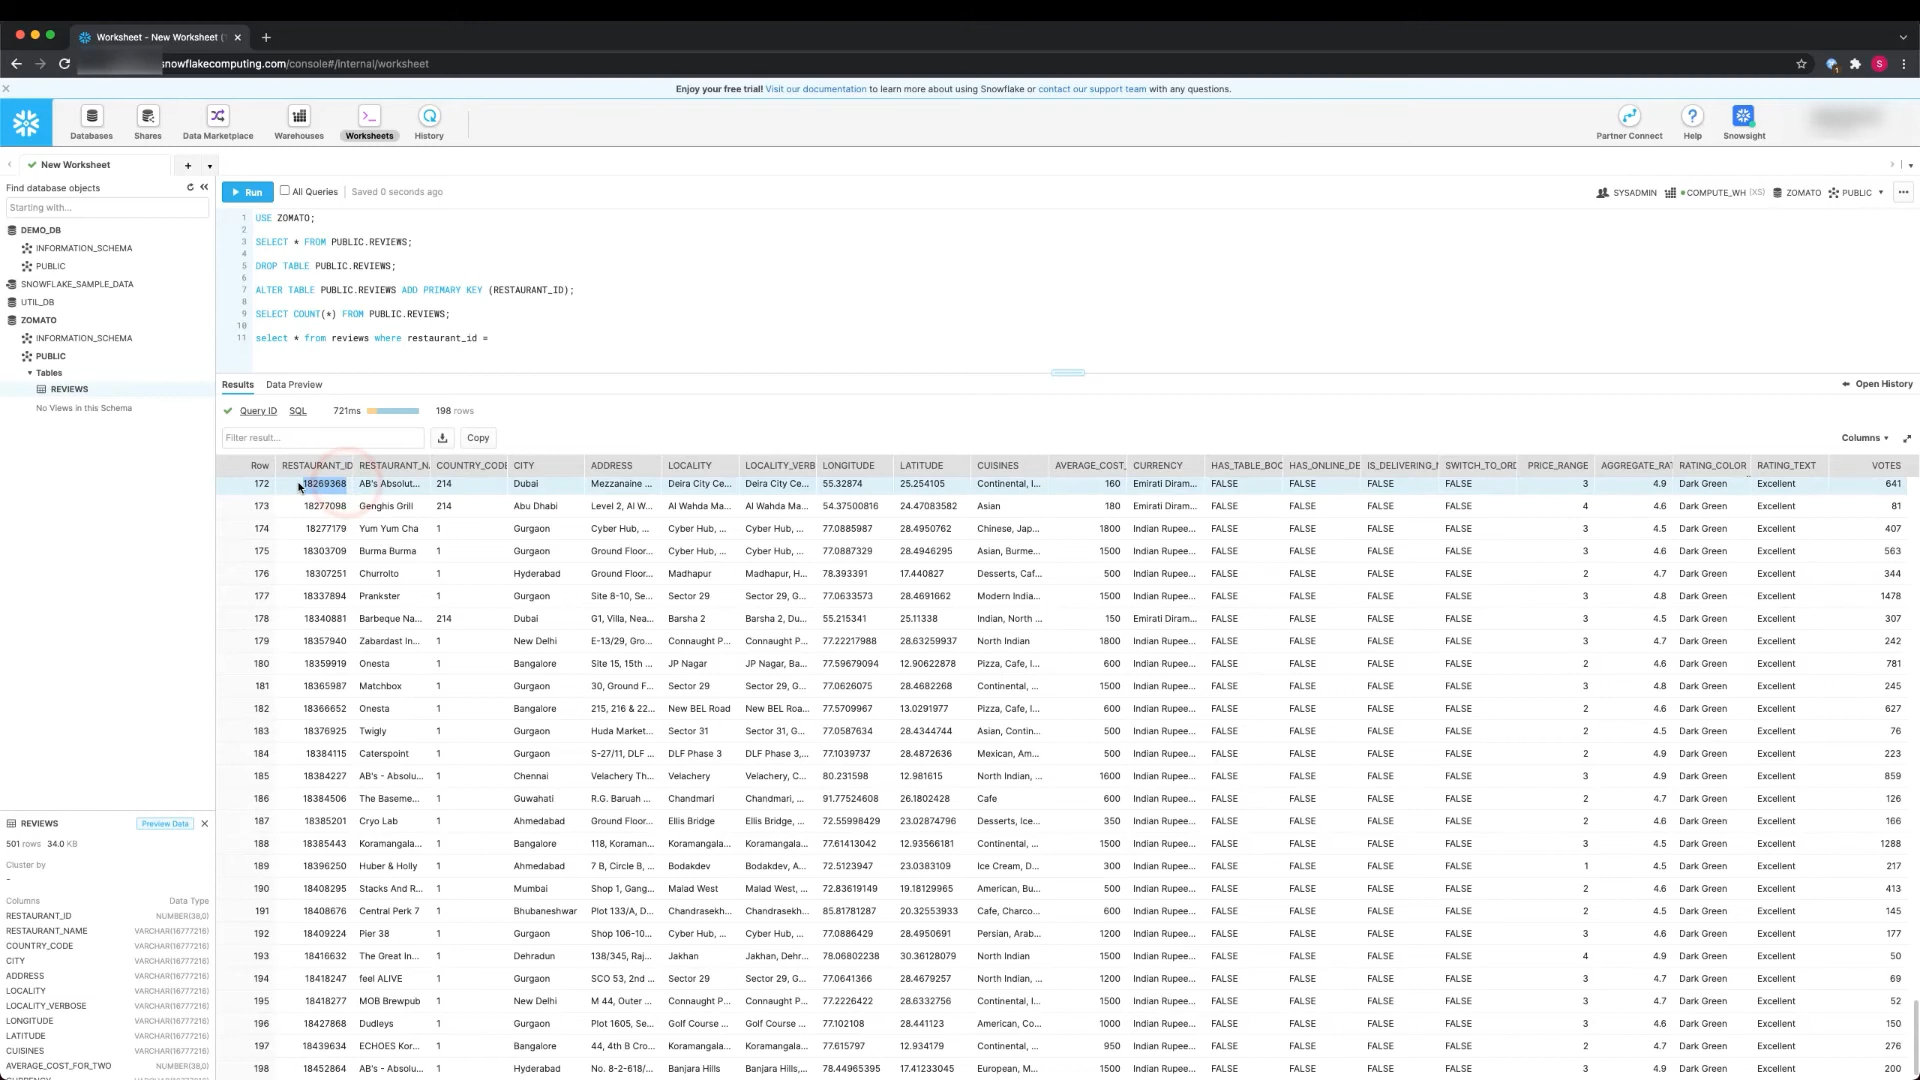 Worksheet - New Worksheet (
snowflakecomputing.com/console#/internal/worksheet
S
Enjoy your free trial! Visit our documentation to learn more about using Snowflake or contact our support team with any questions.
Databases Shares Data Marketplace Warehouses Worksheets History
Partner Connect Help Snowsight
New Worksheet
Find database objects
Starting with...
DEMO_DB
INFORMATION_SCHEMA
PUBLIC
SNOWFLAKE_SAMPLE_DATA
UTIL_DB
ZOMATO
INFORMATION_SCHEMA
PUBLIC
Tables
REVIEWS
No Views in this Schema
Run All Queries Saved 0 seconds ago
SYSADMIN COMPUTE_WH (XS) ZOMATO PUBLIC
1 USE ZOMATO;
2
3 SELECT * FROM PUBLIC.REVIEWS;
4
5 DROP TABLE PUBLIC.REVIEWS;
6
7 ALTER TABLE PUBLIC.REVIEWS ADD PRIMARY KEY (RESTAURANT_ID);
8
9 SELECT COUNT(*) FROM PUBLIC.REVIEWS;
10
11 select * from reviews where restaurant_id =
Results Data Preview
Open History
Query ID SQL 721ms 198 rows
Filter result... Copy
Columns
Row RESTAURANT_ID RESTAURANT_N. COUNTRY_CODE CITY ADDRESS LOCALITY LOCALITY_VERB LONGITUDE LATITUDE CUISINES AVERAGE_COST_ CURRENCY HAS_TABLE_BOO HAS_ONLINE_DE IS_DELIVERING_ SWITCH_TO_ORD PRICE_RANGE AGGREGATE_RA RATING_COLOR RATING_TEXT VOTES
172 18269368 AB's Absolut... 214 Dubai Mezzanaine ... Deira City Ce... Deira City Ce... 55.32874 25.254105 Continental, I... 160 Emirati Diram... FALSE FALSE FALSE FALSE 3 4.9 Dark Green Excellent 641
173 18277098 Genghis Grill 214 Abu Dhabi Level 2, Al W... Al Wahda Ma... Al Wahda Ma... 54.37500816 24.47083582 Asian 180 Emirati Diram... FALSE FALSE FALSE FALSE 4 4.6 Dark Green Excellent 81
174 18277179 Yum Yum Cha 1 Gurgaon Cyber Hub, ... Cyber Hub, ... Cyber Hub, ... 77.0885987 28.4950762 Chinese, Jap... 1800 Indian Rupee... FALSE FALSE FALSE FALSE 3 4.5 Dark Green Excellent 407
175 18303709 Burma Burma 1 Gurgaon Ground Floor... Cyber Hub, ... Cyber Hub, ... 77.0887329 28.4946295 Asian, Burme... 1500 Indian Rupee... FALSE FALSE FALSE FALSE 3 4.6 Dark Green Excellent 563
176 18307251 Churrolto 1 Hyderabad Ground Floor... Madhapur Madhapur, H... 78.393391 17.440827 Desserts, Caf... 500 Indian Rupee... FALSE FALSE FALSE FALSE 2 4.7 Dark Green Excellent 344
177 18337894 Prankster 1 Gurgaon Site 8-10, Se... Sector 29 Sector 29, G... 77.0633573 28.4691662 Modern India... 1500 Indian Rupee... FALSE FALSE FALSE FALSE 3 4.8 Dark Green Excellent 1478
178 18340881 Barbeque Na... 214 Dubai G1, Villa, Nea... Barsha 2 Barsha 2, Du... 55.215341 25.11338 Indian, North ... 150 Emirati Diram... FALSE FALSE FALSE FALSE 3 4.5 Dark Green Excellent 307
179 18357940 Zabardast In... 1 New Delhi E-13/29, Gro... Connaught P... Connaught P... 77.22217988 28.63259937 North Indian 1800 Indian Rupee... FALSE FALSE FALSE FALSE 3 4.7 Dark Green Excellent 242
180 18359919 Onesta 1 Bangalore Site 15, 15th ... JP Nagar JP Nagar, Ba... 77.59679094 12.90622878 Pizza, Cafe, I... 600 Indian Rupee... FALSE FALSE FALSE FALSE 2 4.6 Dark Green Excellent 781
181 18365987 Matchbox 1 Gurgaon 30, Ground F... Sector 29 Sector 29, G... 77.0626075 28.4682268 Continental, ... 1500 Indian Rupee... FALSE FALSE FALSE FALSE 3 4.8 Dark Green Excellent 245
182 18366652 Onesta 1 Bangalore 215, 216 & 22... New BEL Road New BEL Roa... 77.5709967 13.0291977 Pizza, Cafe, I... 600 Indian Rupee... FALSE FALSE FALSE FALSE 2 4.6 Dark Green Excellent 627
183 18376925 Twigly 1 Gurgaon Huda Market... Sector 31 Sector 31, G... 77.0587634 28.4344744 Asian, Contin... 500 Indian Rupee... FALSE FALSE FALSE FALSE 2 4.5 Dark Green Excellent 76
184 18384115 Caterspoint 1 Gurgaon S-27/11, DLF ... DLF Phase 3 DLF Phase 3,... 77.1039737 28.4872636 Mexican, Am... 500 Indian Rupee... FALSE FALSE FALSE FALSE 2 4.9 Dark Green Excellent 223
185 18384227 AB's - Absolu... 1 Chennai Velachery Th... Velachery Velachery, C... 80.231598 12.981615 North Indian, ... 1600 Indian Rupee... FALSE FALSE FALSE FALSE 3 4.9 Dark Green Excellent 859
186 18384506 The Baseme... 1 Guwahati R.G. Baruah ... Chandmari Chandmari, ... 91.77524608 26.1802428 Cafe 600 Indian Rupee... FALSE FALSE FALSE FALSE 2 4.7 Dark Green Excellent 126
187 18385201 Cryo Lab 1 Ahmedabad Ground Floor... Ellis Bridge Ellis Bridge, ... 72.55998429 23.02874796 Desserts, Ice... 350 Indian Rupee... FALSE FALSE FALSE FALSE 2 4.6 Dark Green Excellent 166
188 18385443 Koramangala... 1 Bangalore 118, Koraman... Koramangala... Koramangala... 77.61413042 12.93566181 Continental, ... 1500 Indian Rupee... FALSE FALSE FALSE FALSE 3 4.5 Dark Green Excellent 1288
189 18396250 Huber & Holly 1 Ahmedabad 7 B, Circle B, ... Bodakdev Bodakdev, A... 72.5123947 23.0383109 Ice Cream, D... 300 Indian Rupee... FALSE FALSE FALSE FALSE 1 4.5 Dark Green Excellent 217
190 18408295 Stacks And R... 1 Mumbai Shop 1, Gang... Malad West Malad West, ... 72.83619149 19.18129965 American, Bu... 500 Indian Rupee... FALSE FALSE FALSE FALSE 2 4.6 Dark Green Excellent 413
191 18408676 Central Perk 7 1 Bhubaneshwar Plot 133/A, D... Chandrasekh... Chandrasekh... 85.81781287 20.32553933 Cafe, Charco... 600 Indian Rupee... FALSE FALSE FALSE FALSE 2 4.5 Dark Green Excellent 145
192 18409224 Pier 38 1 Gurgaon Shop 106-10... Cyber Hub, ... Cyber Hub, ... 77.0886429 28.4950691 Persian, Arab... 1200 Indian Rupee... FALSE FALSE FALSE FALSE 3 4.6 Dark Green Excellent 177
193 18416632 The Great In... 1 Dehradun 138/345, Raj... Jakhan Jakhan, Dehr... 78.06802238 30.36128079 North Indian 1500 Indian Rupee... FALSE FALSE FALSE FALSE 4 4.9 Dark Green Excellent 50
194 18418247 feel ALIVE 1 Gurgaon SCO 53, 2nd ... Sector 29 Sector 29, G... 77.0641366 28.4679257 North Indian, ... 1200 Indian Rupee... FALSE FALSE FALSE FALSE 3 4.7 Dark Green Excellent 69
195 18418277 MOB Brewpub 1 New Delhi M 44, Outer ... Connaught P... Connaught P... 77.2226422 28.6332756 Continental, I... 1500 Indian Rupee... FALSE FALSE FALSE FALSE 3 4.7 Dark Green Excellent 52
196 18427868 Dudleys 1 Gurgaon Plot 1605, Se... Golf Course ... Golf Course ... 77.102108 28.441123 American, Co... 1000 Indian Rupee... FALSE FALSE FALSE FALSE 3 4.6 Dark Green Excellent 150
197 18439634 ECHOES Kor... 1 Bangalore 44, 4th B Cro... Koramangala... Koramangala... 77.615797 12.934179 Continental, ... 950 Indian Rupee... FALSE FALSE FALSE FALSE 2 4.7 Dark Green Excellent 276
198 18452864 AB's - Absolu... 1 Hyderabad No. 8-2-618/... Banjara Hills Banjara Hills,... 78.44965395 17.41233045 European, M... 1500 Indian Rupee... FALSE FALSE FALSE FALSE 3 4.9 Dark Green Excellent 200
REVIEWS Preview Data
501 rows 34.0 KB
Cluster by
-
Columns Data Type
RESTAURANT_ID NUMBER(38,0)
RESTAURANT_NAME VARCHAR(16777216)
COUNTRY_CODE VARCHAR(16777216)
CITY VARCHAR(16777216)
ADDRESS VARCHAR(16777216)
LOCALITY VARCHAR(16777216)
LOCALITY_VERBOSE VARCHAR(16777216)
LONGITUDE VARCHAR(16777216)
LATITUDE VARCHAR(16777216)
CUISINES VARCHAR(16777216)
AVERAGE_COST_FOR_TWO NUMBER(38,0)